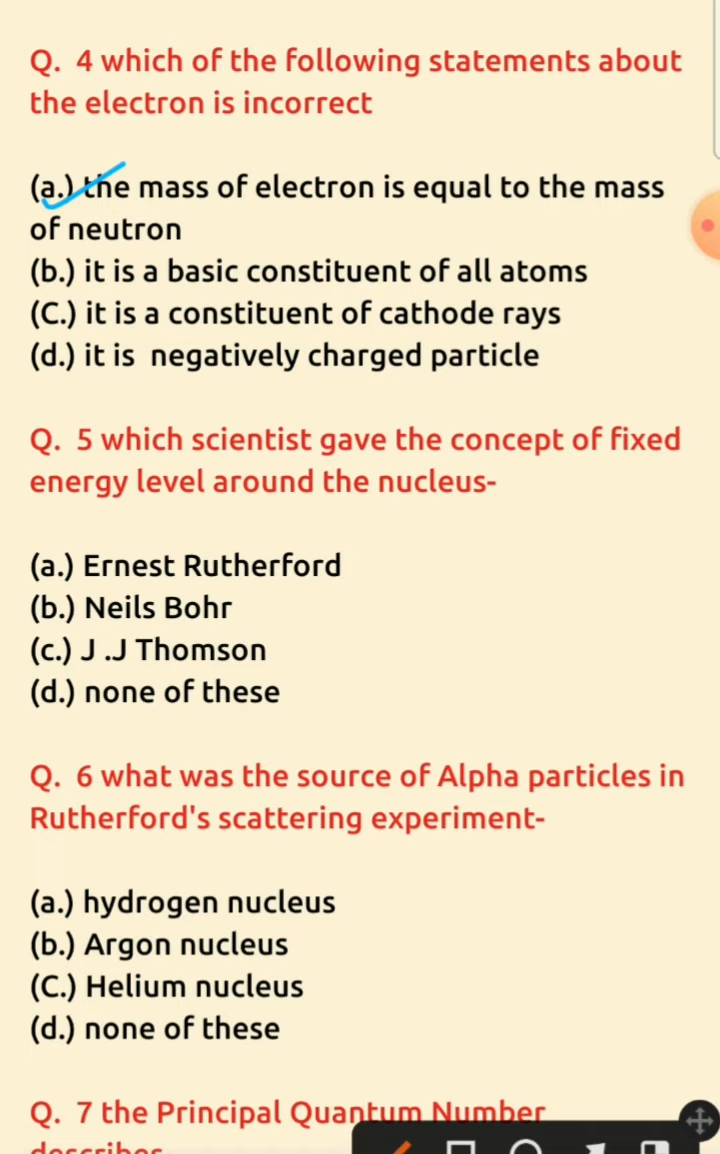 Q. 4 which of the following statements about
the electron is incorrect
(a.) the mass of electron is equal to the mass
of neutron
(b.) it is a basic constituent of all atoms
(C.) it is a constituent of cathode rays
(d.) it is negatively charged particle
Q. 5 which scientist gave the concept of fixed
energy level around the nucleus-
(a.) Ernest Rutherford
(b.) Neils Bohr
(c.) J .J Thomson
(d.) none of these
Q. 6 what was the source of Alpha particles in
Rutherford's scattering experiment-
(a.) hydrogen nucleus
(b.) Argon nucleus
(C.) Helium nucleus
(d.) none of these
Q. 7 the Principal Quantum Number
describes